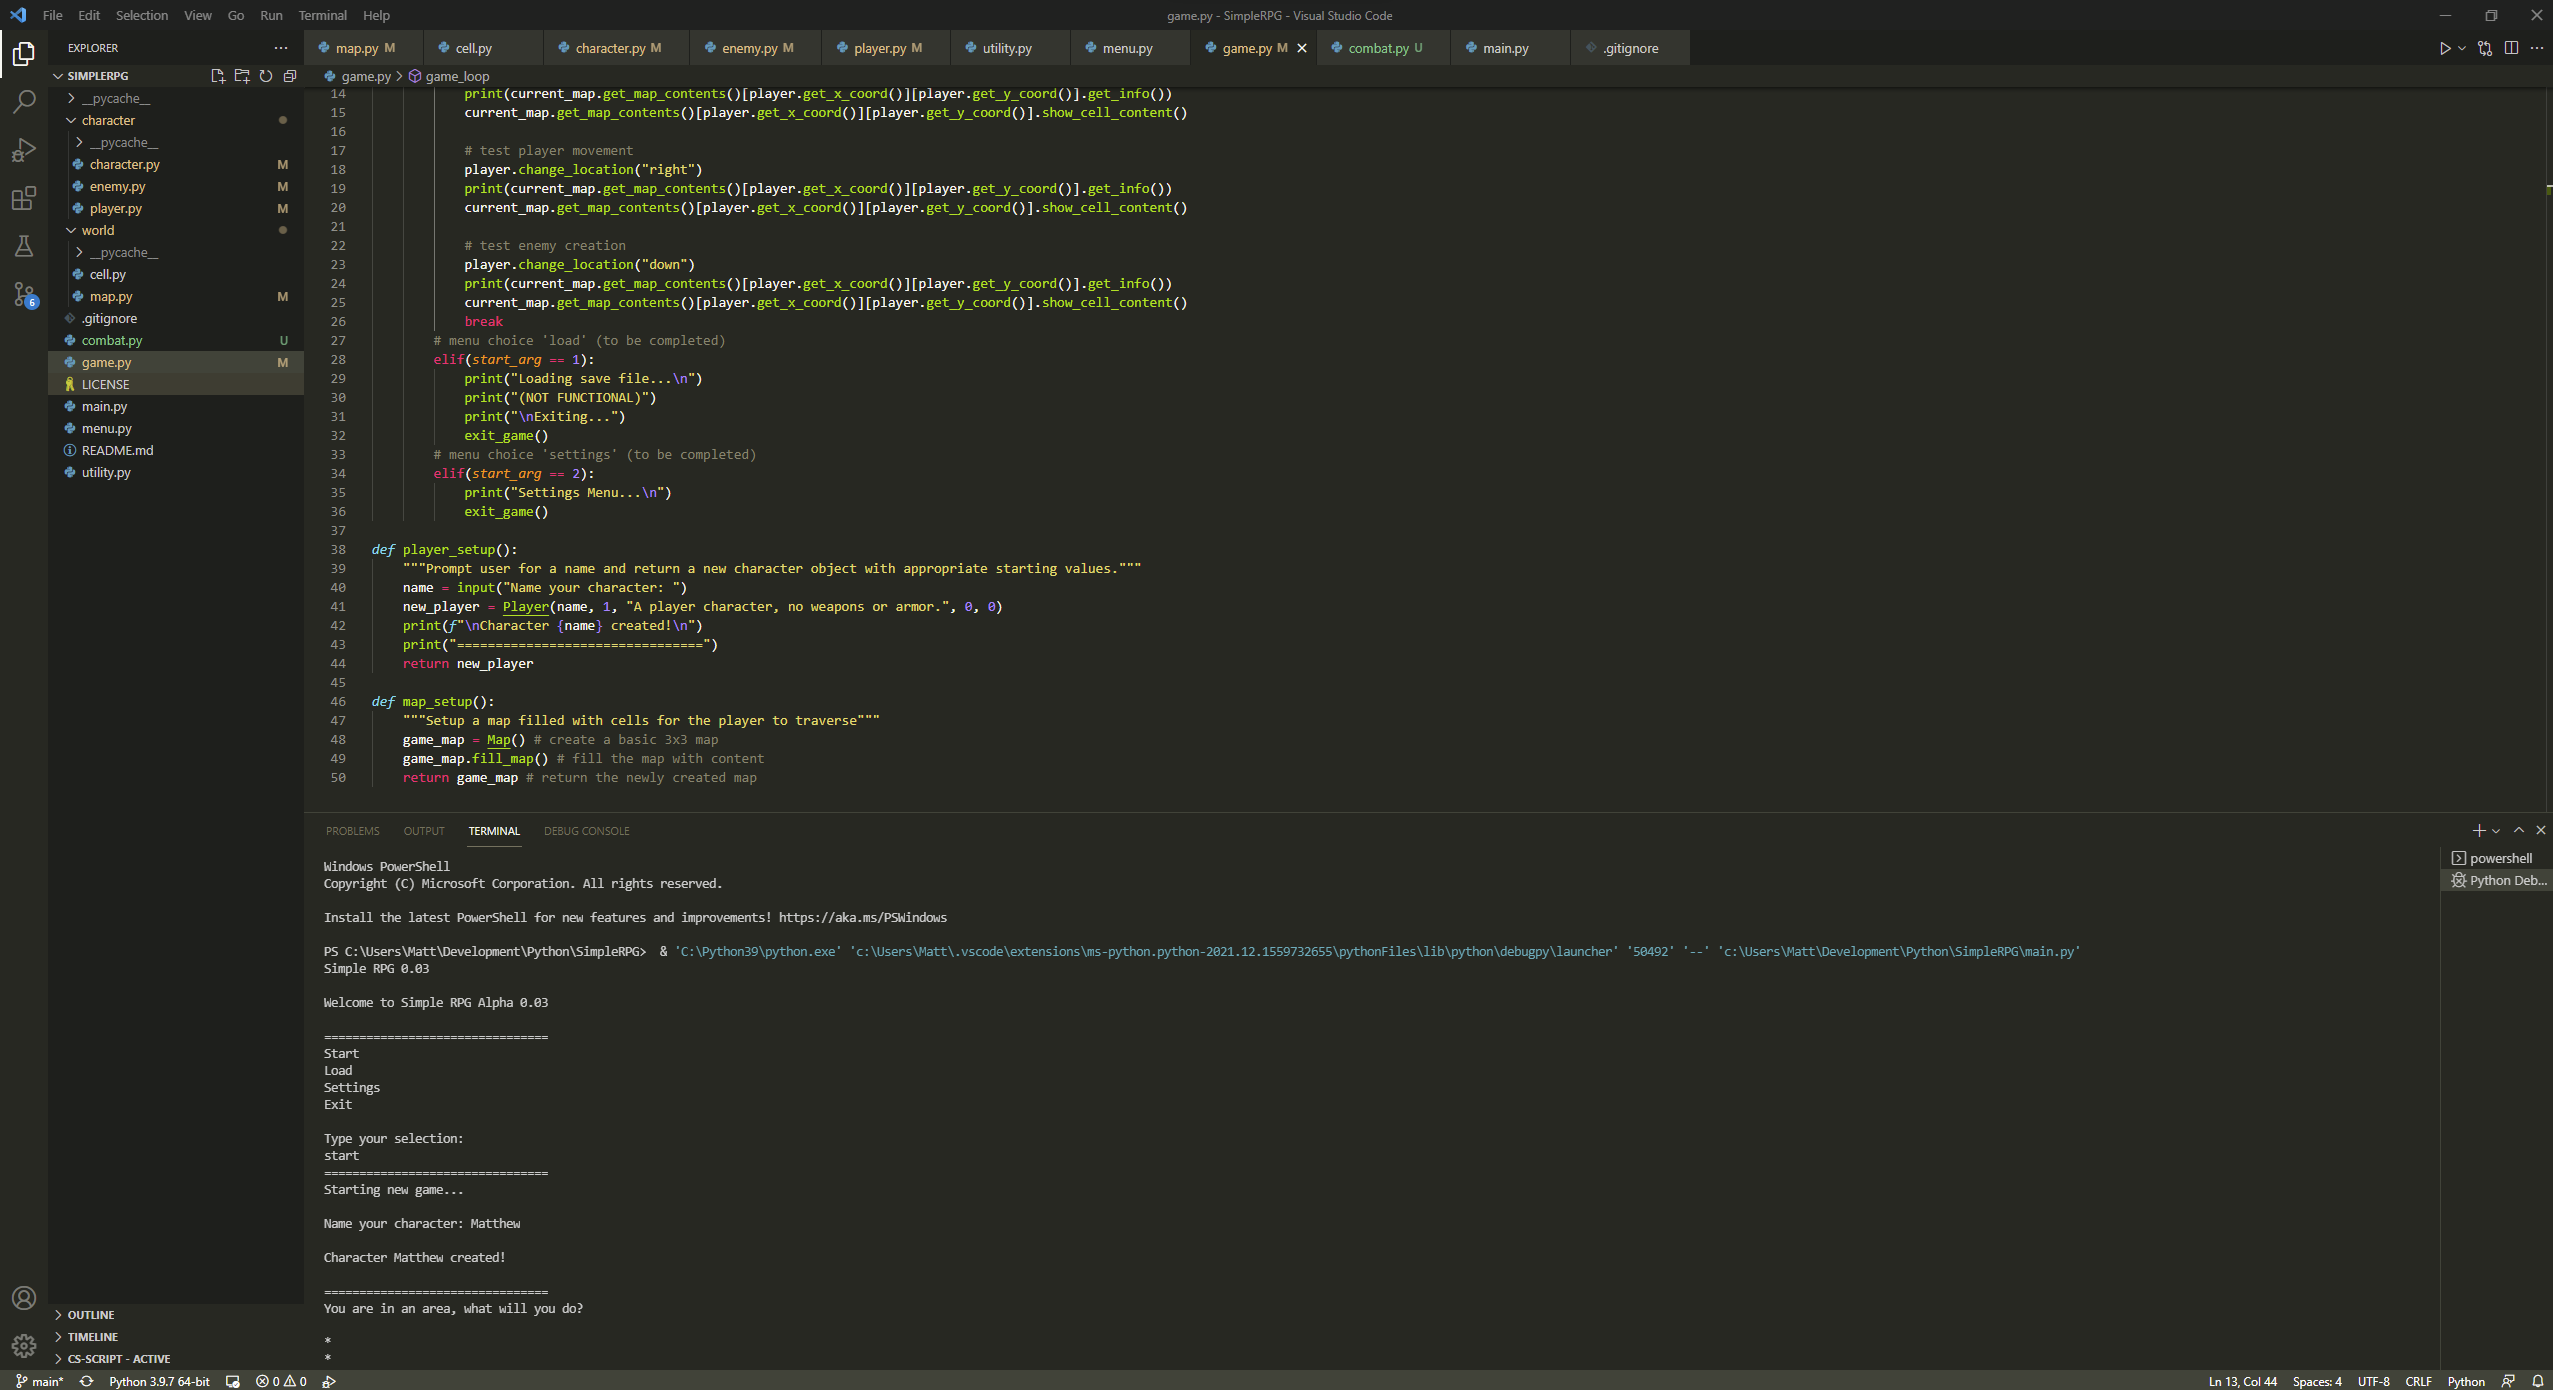 File Edit Selection View Go Run Terminal Help
game.py - SimpleRPG - Visual Studio Code
EXPLORER
SIMPLERPG
__pycache__
character
__pycache__
character.py M
enemy.py M
player.py M
world
__pycache__
cell.py
map.py M
.gitignore
combat.py U
game.py M
LICENSE
main.py
menu.py
README.md
utility.py
OUTLINE
TIMELINE
CS-SCRIPT - ACTIVE
6
map.py M cell.py character.py M enemy.py M player.py M utility.py menu.py game.py M combat.py U main.py .gitignore
game.py > game_loop
14 print(current_map.get_map_contents()[player.get_x_coord()][player.get_y_coord()].get_info())
15 current_map.get_map_contents()[player.get_x_coord()][player.get_y_coord()].show_cell_content()
16
17 # test player movement
18 player.change_location("right")
19 print(current_map.get_map_contents()[player.get_x_coord()][player.get_y_coord()].get_info())
20 current_map.get_map_contents()[player.get_x_coord()][player.get_y_coord()].show_cell_content()
21
22 # test enemy creation
23 player.change_location("down")
24 print(current_map.get_map_contents()[player.get_x_coord()][player.get_y_coord()].get_info())
25 current_map.get_map_contents()[player.get_x_coord()][player.get_y_coord()].show_cell_content()
26 break
27 # menu choice 'load' (to be completed)
28 elif(start_arg == 1):
29 print("Loading save file...\n")
30 print("(NOT FUNCTIONAL)")
31 print("\nExiting...")
32 exit_game()
33 # menu choice 'settings' (to be completed)
34 elif(start_arg == 2):
35 print("Settings Menu...\n")
36 exit_game()
37
38 def player_setup():
39 """Prompt user for a name and return a new character object with appropriate starting values."""
40 name = input("Name your character: ")
41 new_player = Player(name, 1, "A player character, no weapons or armor.", 0, 0)
42 print(f"\nCharacter {name} created!\n")
43 print("================================")
44 return new_player
45
46 def map_setup():
47 """Setup a map filled with cells for the player to traverse"""
48 game_map = Map() # create a basic 3x3 map
49 game_map.fill_map() # fill the map with content
50 return game_map # return the newly created map
PROBLEMS OUTPUT TERMINAL DEBUG CONSOLE
powershell
Python Deb...
Windows PowerShell
Copyright (C) Microsoft Corporation. All rights reserved.
Install the latest PowerShell for new features and improvements! https://aka.ms/PSWindows
PS C:\Users\Matt\Development\Python\SimpleRPG> & 'C:\Python39\python.exe' 'c:\Users\Matt\.vscode\extensions\ms-python.python-2021.12.1559732655\pythonFiles\lib\python\debugpy\launcher' '50492' '--' 'c:\Users\Matt\Development\Python\SimpleRPG\main.py'
Simple RPG 0.03
Welcome to Simple RPG Alpha 0.03
================================
Start
Load
Settings
Exit
Type your selection:
start
================================
Starting new game...
Name your character: Matthew
Character Matthew created!
================================
You are in an area, what will you do?
*
*
main* Python 3.9.7 64-bit 0 0 Ln 13, Col 44 Spaces: 4 UTF-8 CRLF Python